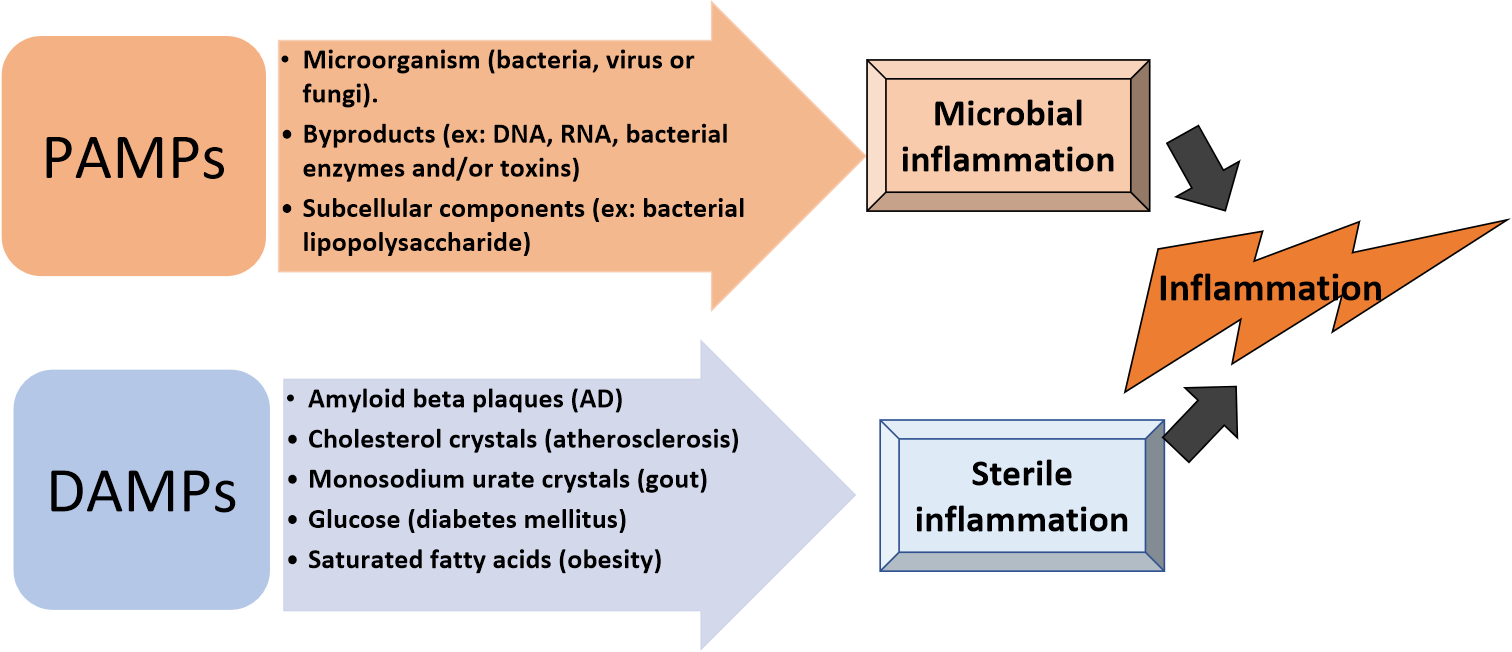 PAMPs
• Microorganism (bacteria, virus or
fungi).
• Byproducts (ex: DNA, RNA, bacterial
enzymes and/or toxins)
• Subcellular components (ex: bacterial
lipopolysaccharide)
Microbial
inflammation
Inflammation
DAMPs
• Amyloid beta plaques (AD)
• Cholesterol crystals (atherosclerosis)
• Monosodium urate crystals (gout)
• Glucose (diabetes mellitus)
• Saturated fatty acids (obesity)
Sterile
inflammation